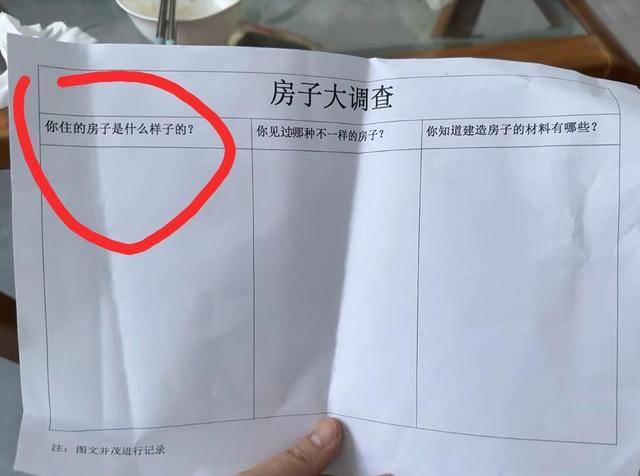 房子大调查
你住的房子是什么样子的？
你见过哪种不一样的房子？
你知道建造房子的材料有哪些？
注：图文并茂进行记录